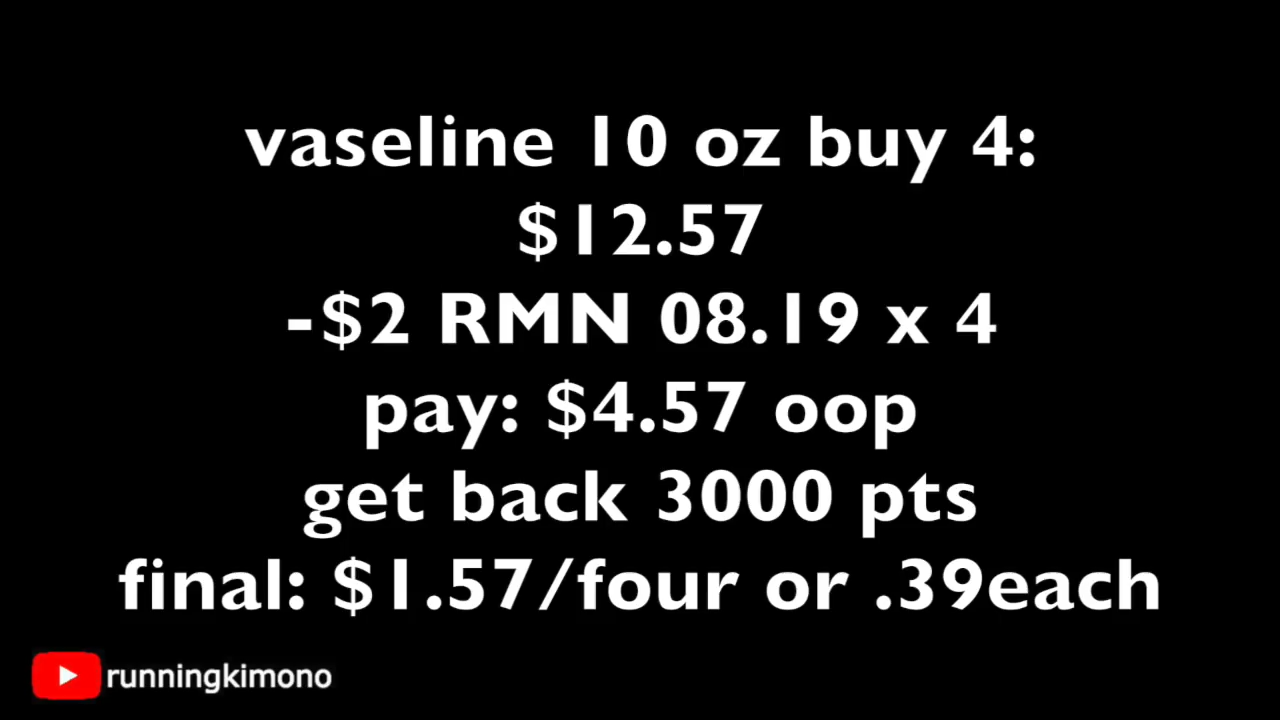 vaseline 10 oz buy 4:
$12.57
-$2 RMN 08.19 x 4
pay: $4.57 oop
get back 3000 pts
final: $1.57/four or .39each
runningkimono